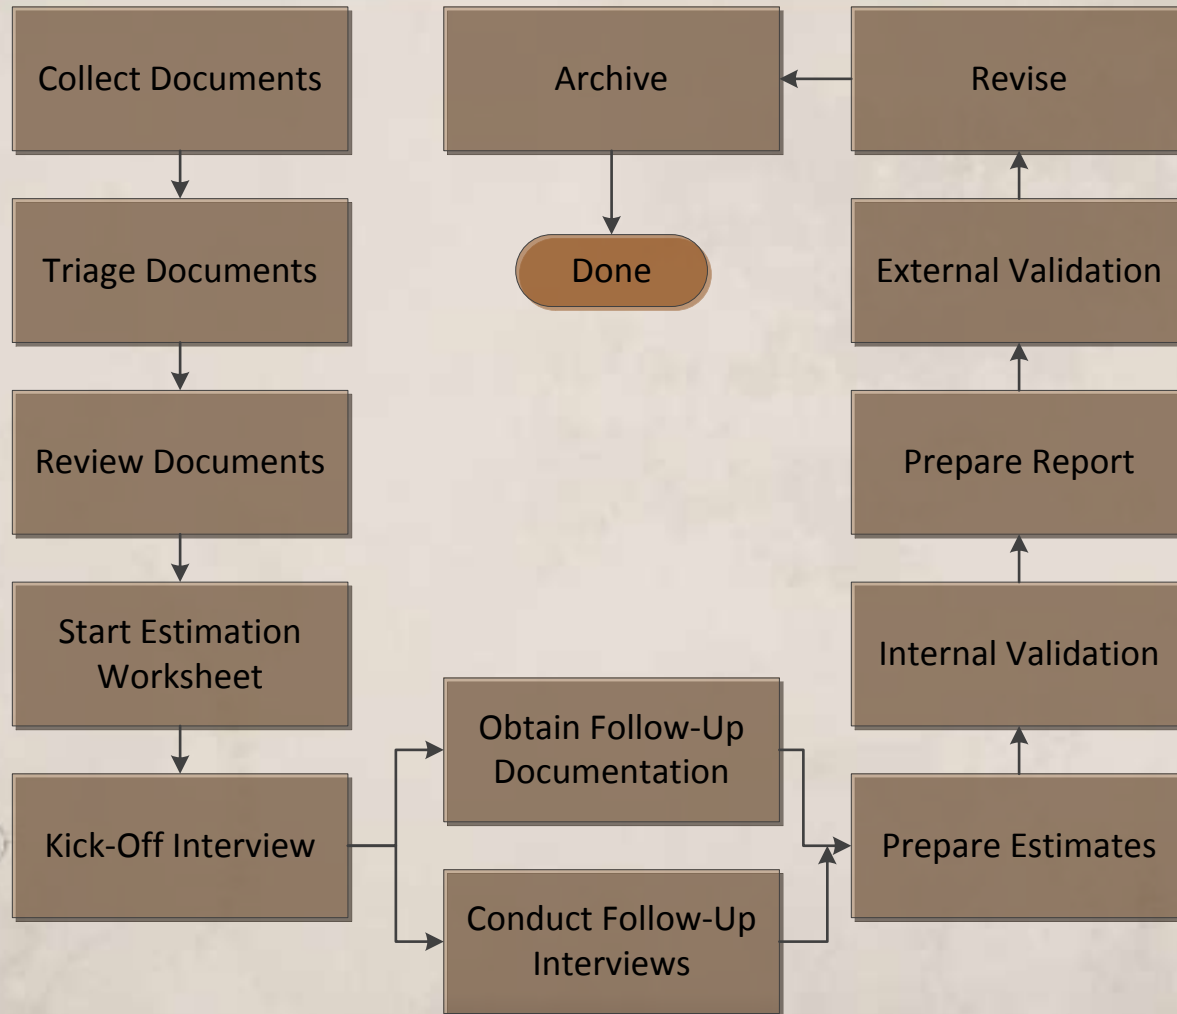 Collect Documents
Triage Documents
Review Documents
Start Estimation
Worksheet
Kick-Off Interview
Obtain Follow-Up
Documentation
Conduct Follow-Up
Interviews
Prepare Estimates
Internal Validation
Prepare Report
External Validation
Revise
Archive
Done